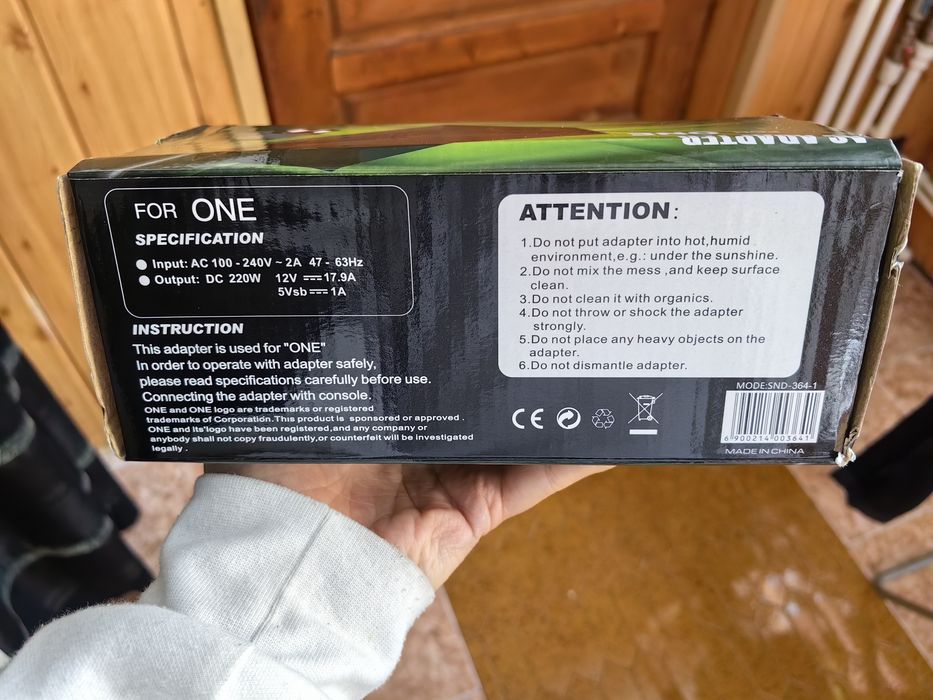 AC ADAPTER
FOR ONE
SPECIFICATION
Input: AC 100 - 240V ~ 2A 47 - 63Hz
Output: DC 220W 12V ⎓ 17.9A
5Vsb ⎓ 1A
INSTRUCTION
This adapter is used for "ONE"
In order to operate with adapter safely,
please read specifications carefully before use.
Connecting the adapter with console.
ONE and ONE logo are trademarks or registered
trademarks of Corporation.This product is sponsored or approved .
ONE and its'logo have been registered,and any company or
anybody shall not copy fraudulently,or counterfeit will be investigated
legally .
ATTENTION:
1.Do not put adapter into hot,humid
environment,e.g.: under the sunshine.
2.Do not mix the mess ,and keep surface
clean.
3.Do not clean it with organics.
4.Do not throw or shock the adapter
strongly.
5.Do not place any heavy objects on the
adapter.
6.Do not dismantle adapter.
CE
MODE:SND-364-1
6 900214 003641
MADE IN CHINA